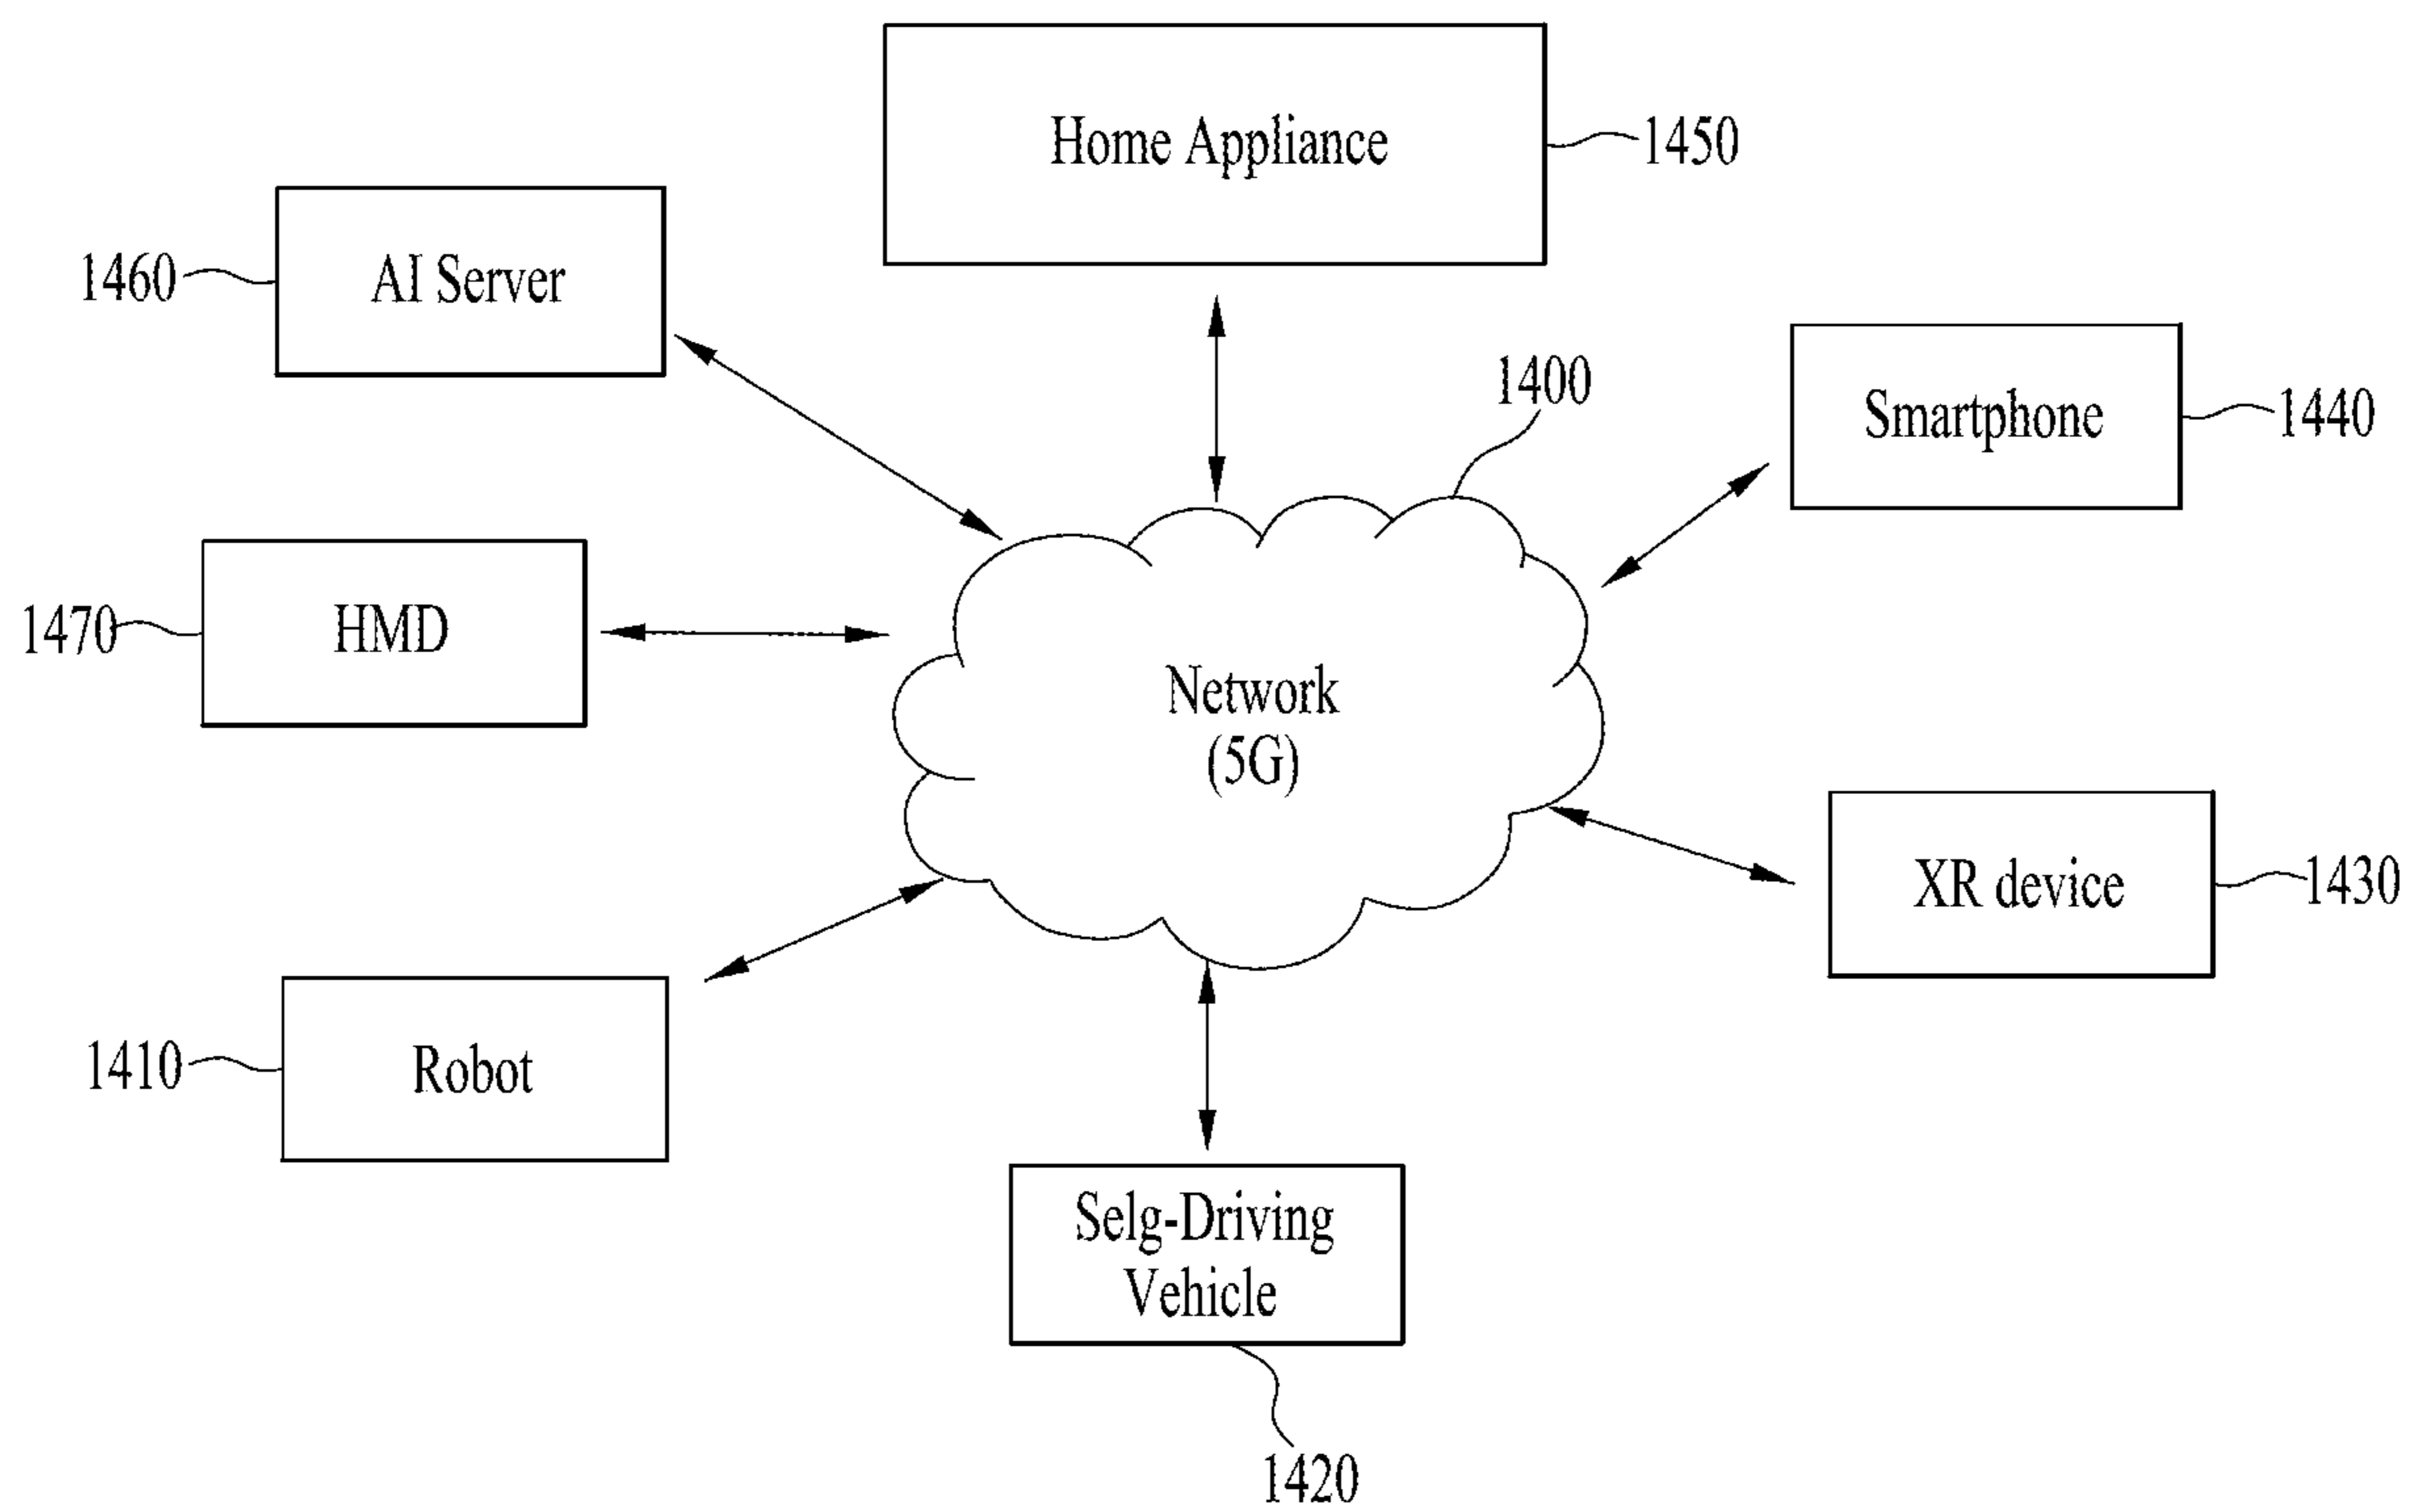 Home Appliance
1450
1460
AI Server
1400
Smartphone
1440
1470
HMD
Network
(5G)
XR device
1430
1410
Robot
Selg-Driving
Vehicle
1420